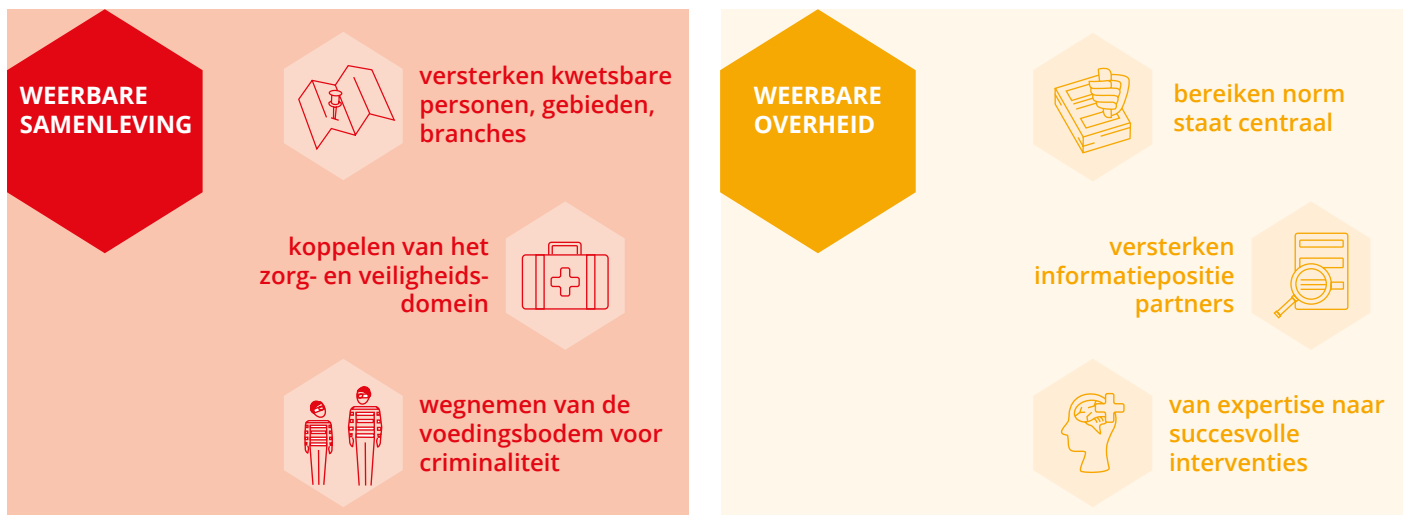 WEERBARE
SAMENLEVING
versterken kwetsbare
personen, gebieden,
branches
koppelen van het
zorg- en veiligheids-
domein
wegnemen van de
voedingsbodem voor
criminaliteit
WEERBARE
OVERHEID
bereiken norm
staat centraal
versterken
informatiepositie
partners
van expertise naar
succesvolle
interventies